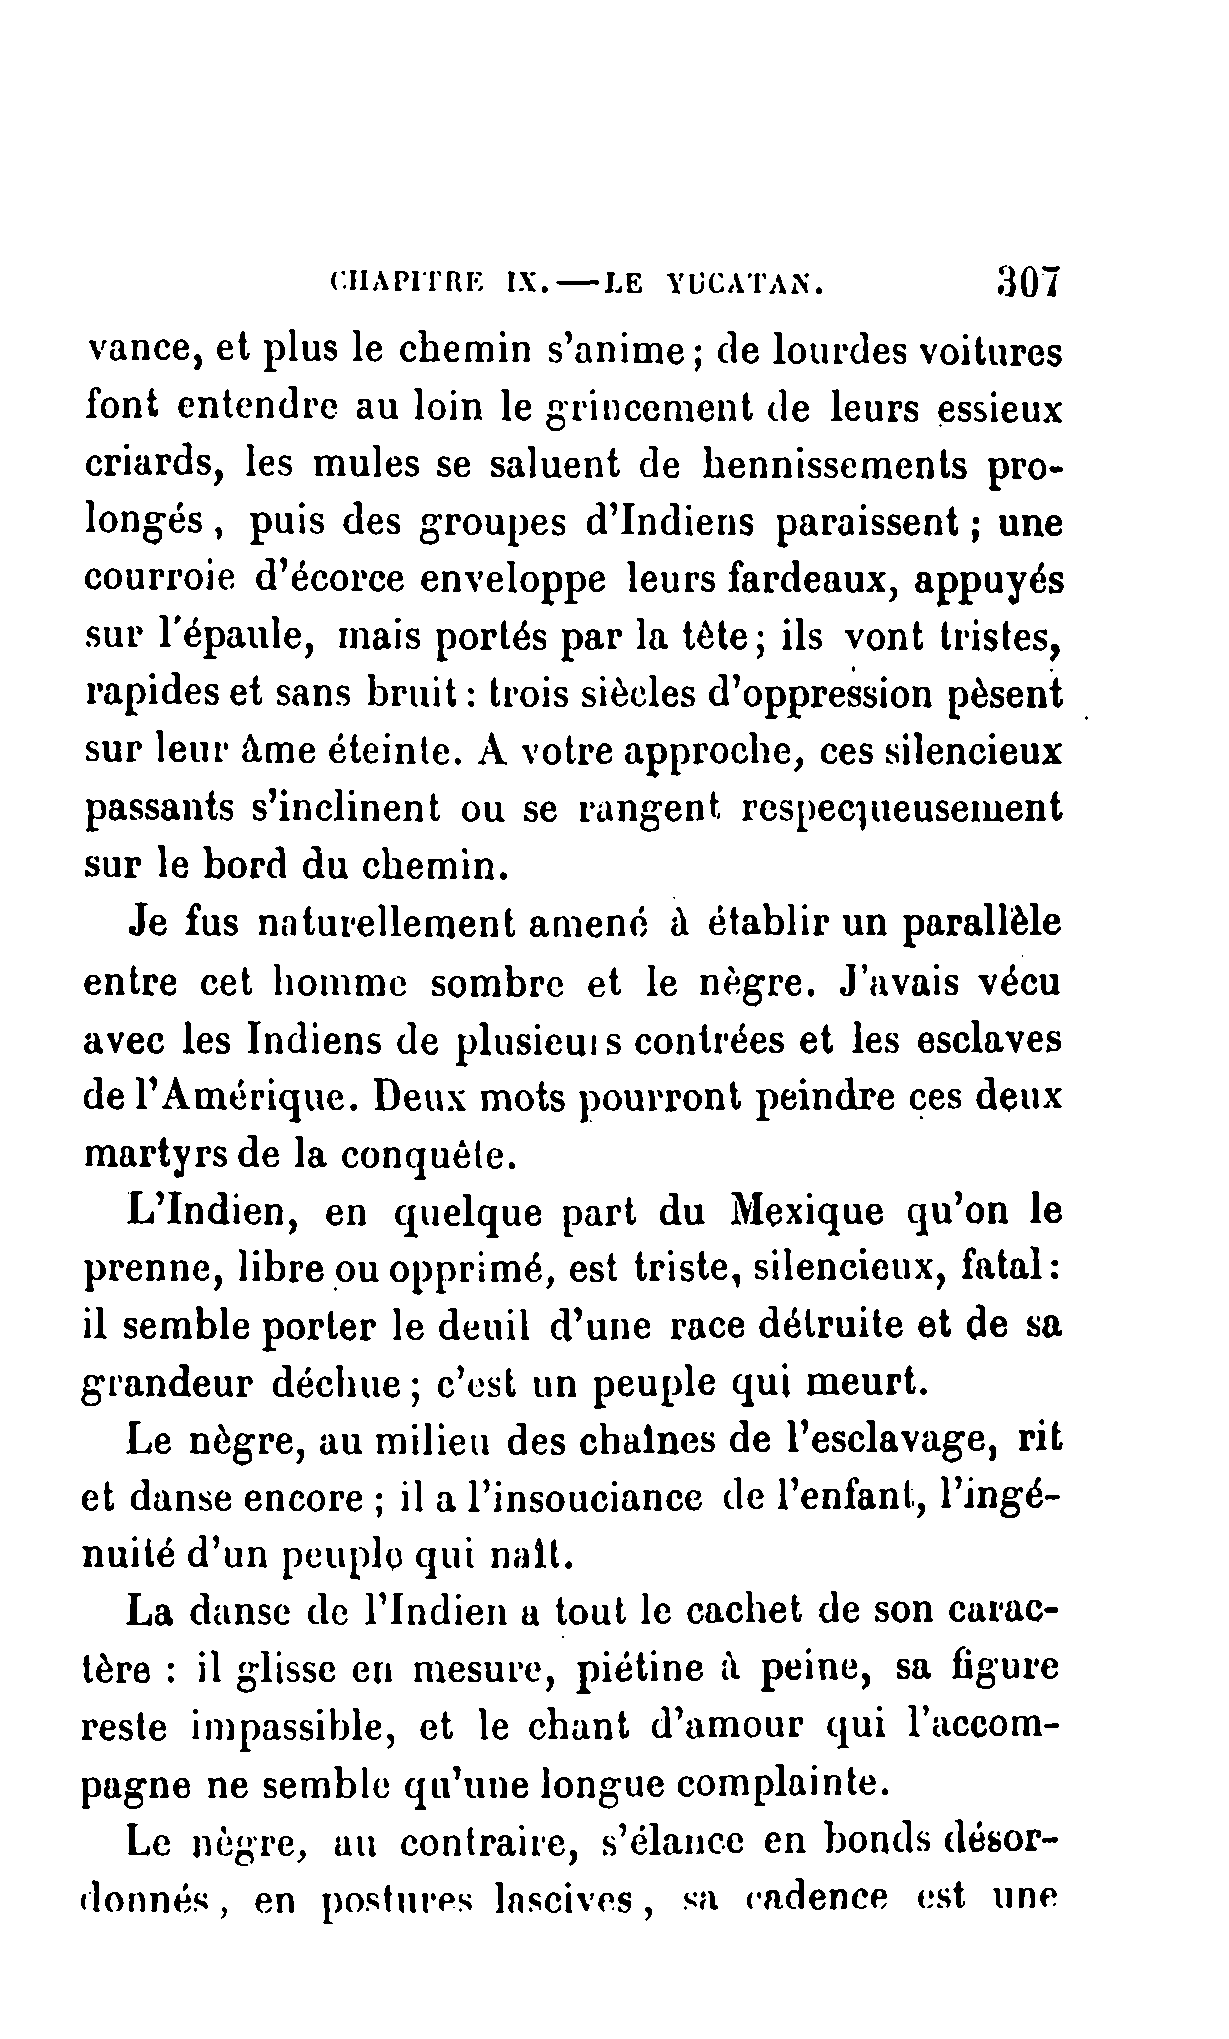 CHAPITRE IX.—LE YUCATAN. 307
vance, et plus le chemin s'anime; de lourdes voitures
font entendre au loin le grincement de leurs essieux
criards, les mules se saluent de hennissements pro-
longés, puis des groupes d'Indiens paraissent; une
courroie d'écorce enveloppe leurs fardeaux, appuyés
sur l'épaule, mais portés par la tête; ils vont tristes,
rapides et sans bruit: trois siècles d'oppression pèsent
sur leur âme éteinte. A votre approche, ces silencieux
passants s'inclinent ou se rangent respectueusement
sur le bord du chemin.
Je fus naturellement amené à établir un parallèle
entre cet homme sombre et le nègre. J'avais vécu
avec les Indiens de plusieurs contrées et les esclaves
de l'Amérique. Deux mots pourront peindre ces deux
martyrs de la conquête.
L'Indien, en quelque part du Mexique qu'on le
prenne, libre ou opprimé, est triste, silencieux, fatal:
il semble porter le deuil d'une race détruite et de sa
grandeur déchue; c'est un peuple qui meurt.
Le nègre, au milieu des chaînes de l'esclavage, rit
et danse encore; il a l'insouciance de l'enfant, l'ingé-
nuité d'un peuple qui naît.
La danse de l'Indien a tout le cachet de son carac-
tère : il glisse en mesure, piétine à peine, sa figure
reste impassible, et le chant d'amour qui l'accom-
pagne ne semble qu'une longue complainte.
Le nègre, au contraire, s'élance en bonds désor-
donnés, en postures lascives, sa cadence est une